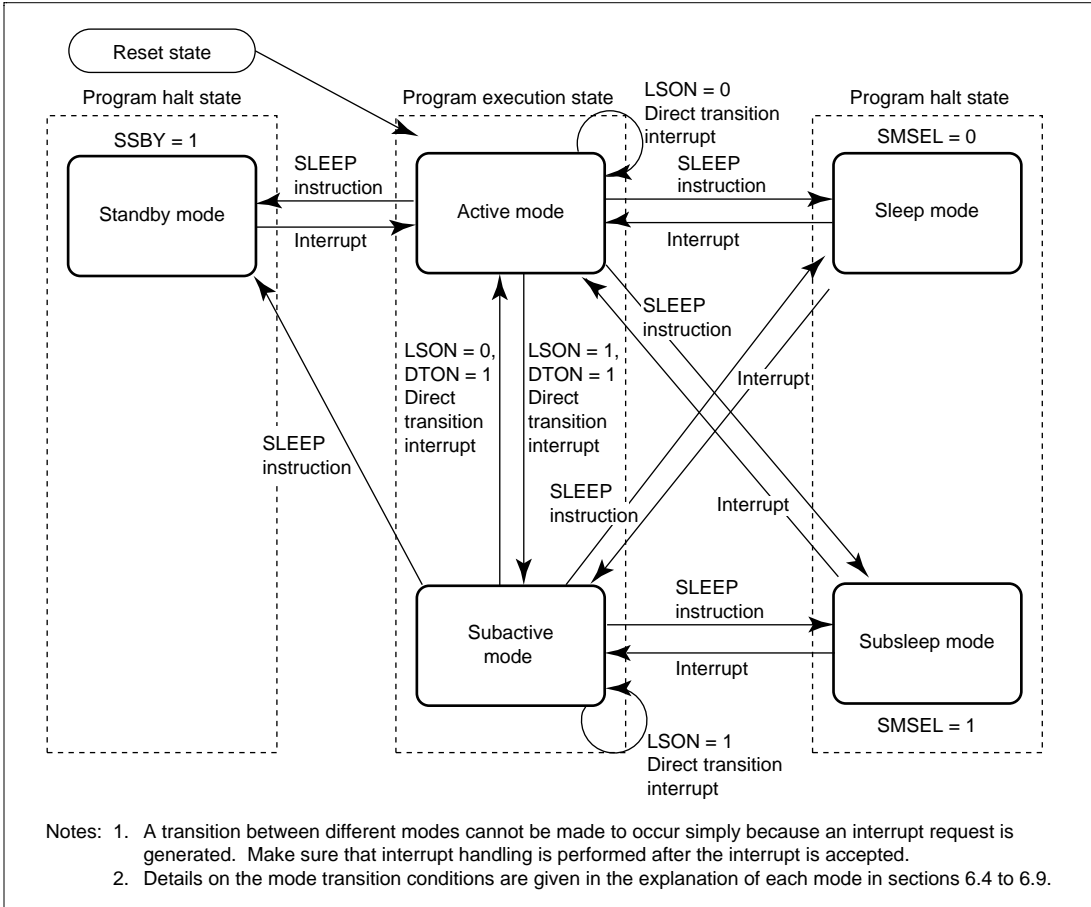 Reset state
Program halt state
Program execution state
Program halt state
SSBY = 1
LSON = 0
Direct transition
interrupt
SMSEL = 0
Standby mode
SLEEP
instruction
Interrupt
Active mode
SLEEP
instruction
Interrupt
Sleep mode
SLEEP
instruction
LSON = 0,
DTON = 1
Direct
transition
interrupt
LSON = 1,
DTON = 1
Direct
transition
interrupt
Interrupt
SLEEP
instruction
SLEEP
instruction
Interrupt
Subactive
mode
SLEEP
instruction
Interrupt
Subsleep mode
SMSEL = 1
LSON = 1
Direct transition
interrupt
Notes: 1. A transition between different modes cannot be made to occur simply because an interrupt request is
generated. Make sure that interrupt handling is performed after the interrupt is accepted.
2. Details on the mode transition conditions are given in the explanation of each mode in sections 6.4 to 6.9.